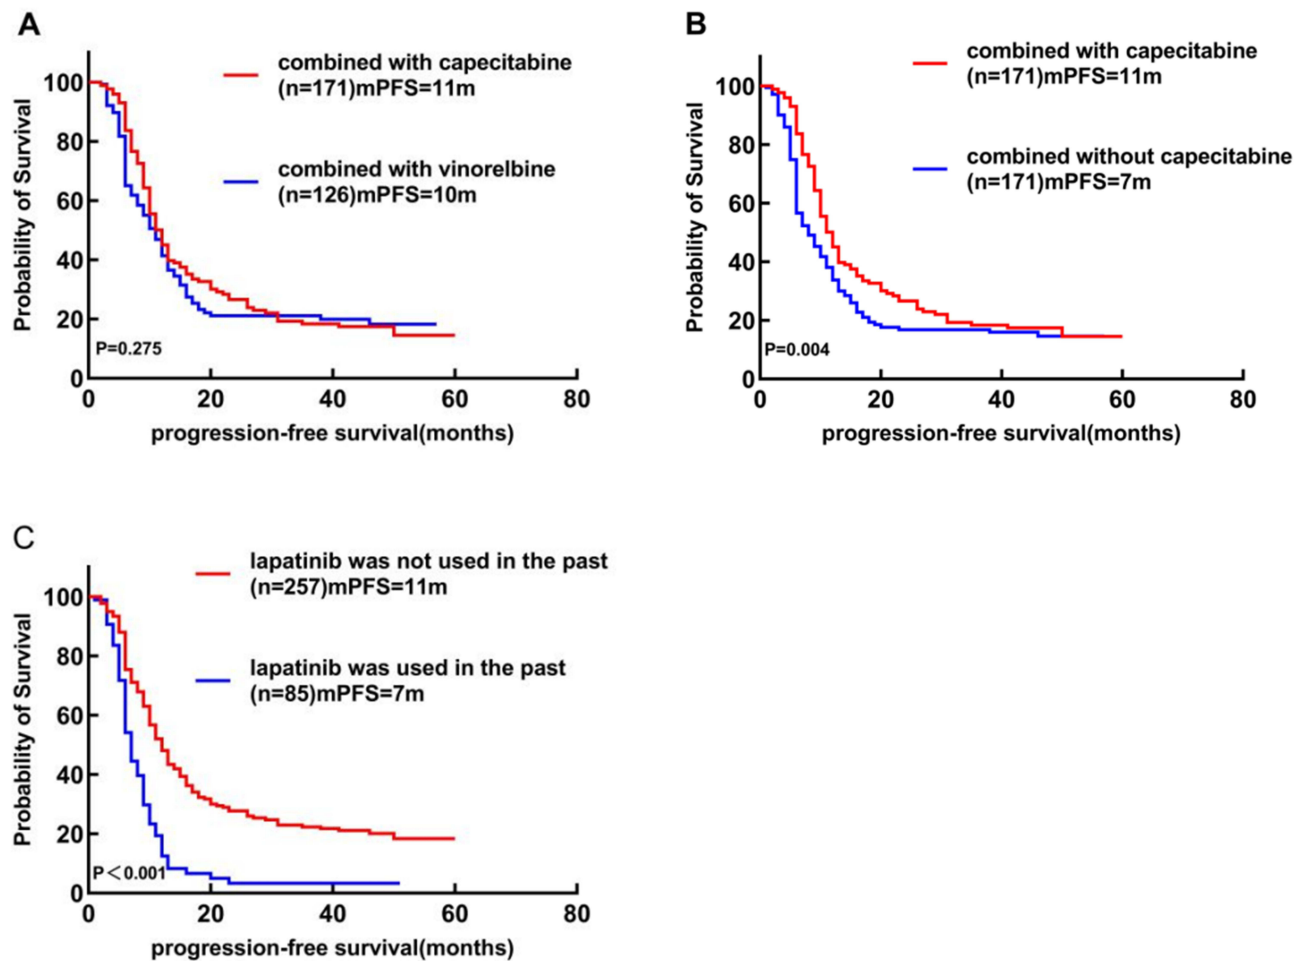 A
combined with capecitabine
(n=171)mPFS=11m
combined with vinorelbine
(n=126)mPFS=10m
Probability of Survival
100
80
60
40
20
0
P=0.275
0 20 40 60 80
progression-free survival(months)
B
combined with capecitabine
(n=171)mPFS=11m
combined without capecitabine
(n=171)mPFS=7m
Probability of Survival
100
80
60
40
20
0
P=0.004
0 20 40 60 80
progression-free survival(months)
C
lapatinib was not used in the past
(n=257)mPFS=11m
lapatinib was used in the past
(n=85)mPFS=7m
Probability of Survival
100
80
60
40
20
0
P<0.001
0 20 40 60 80
progression-free survival(months)